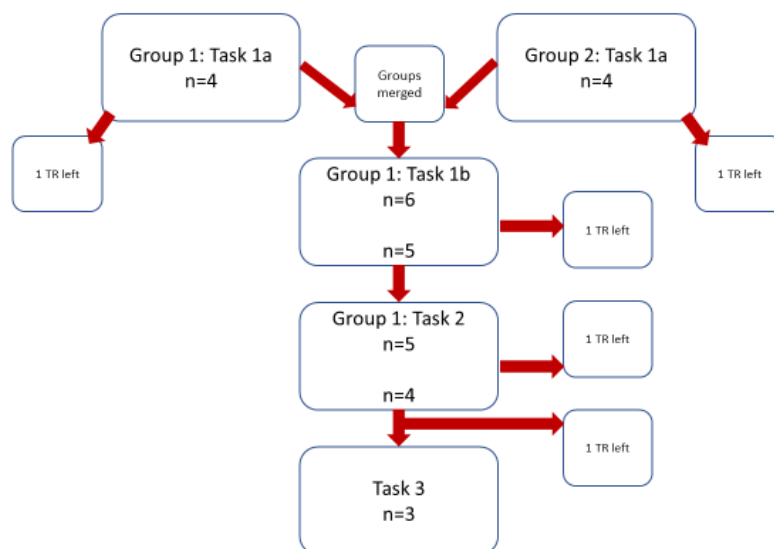 Group 1: Task 1a
n=4
Groups
merged
Group 2: Task 1a
n=4
1 TR left
1 TR left
Group 1: Task 1b
n=6
n=5
1 TR left
Group 1: Task 2
n=5
n=4
1 TR left
1 TR left
Task 3
n=3